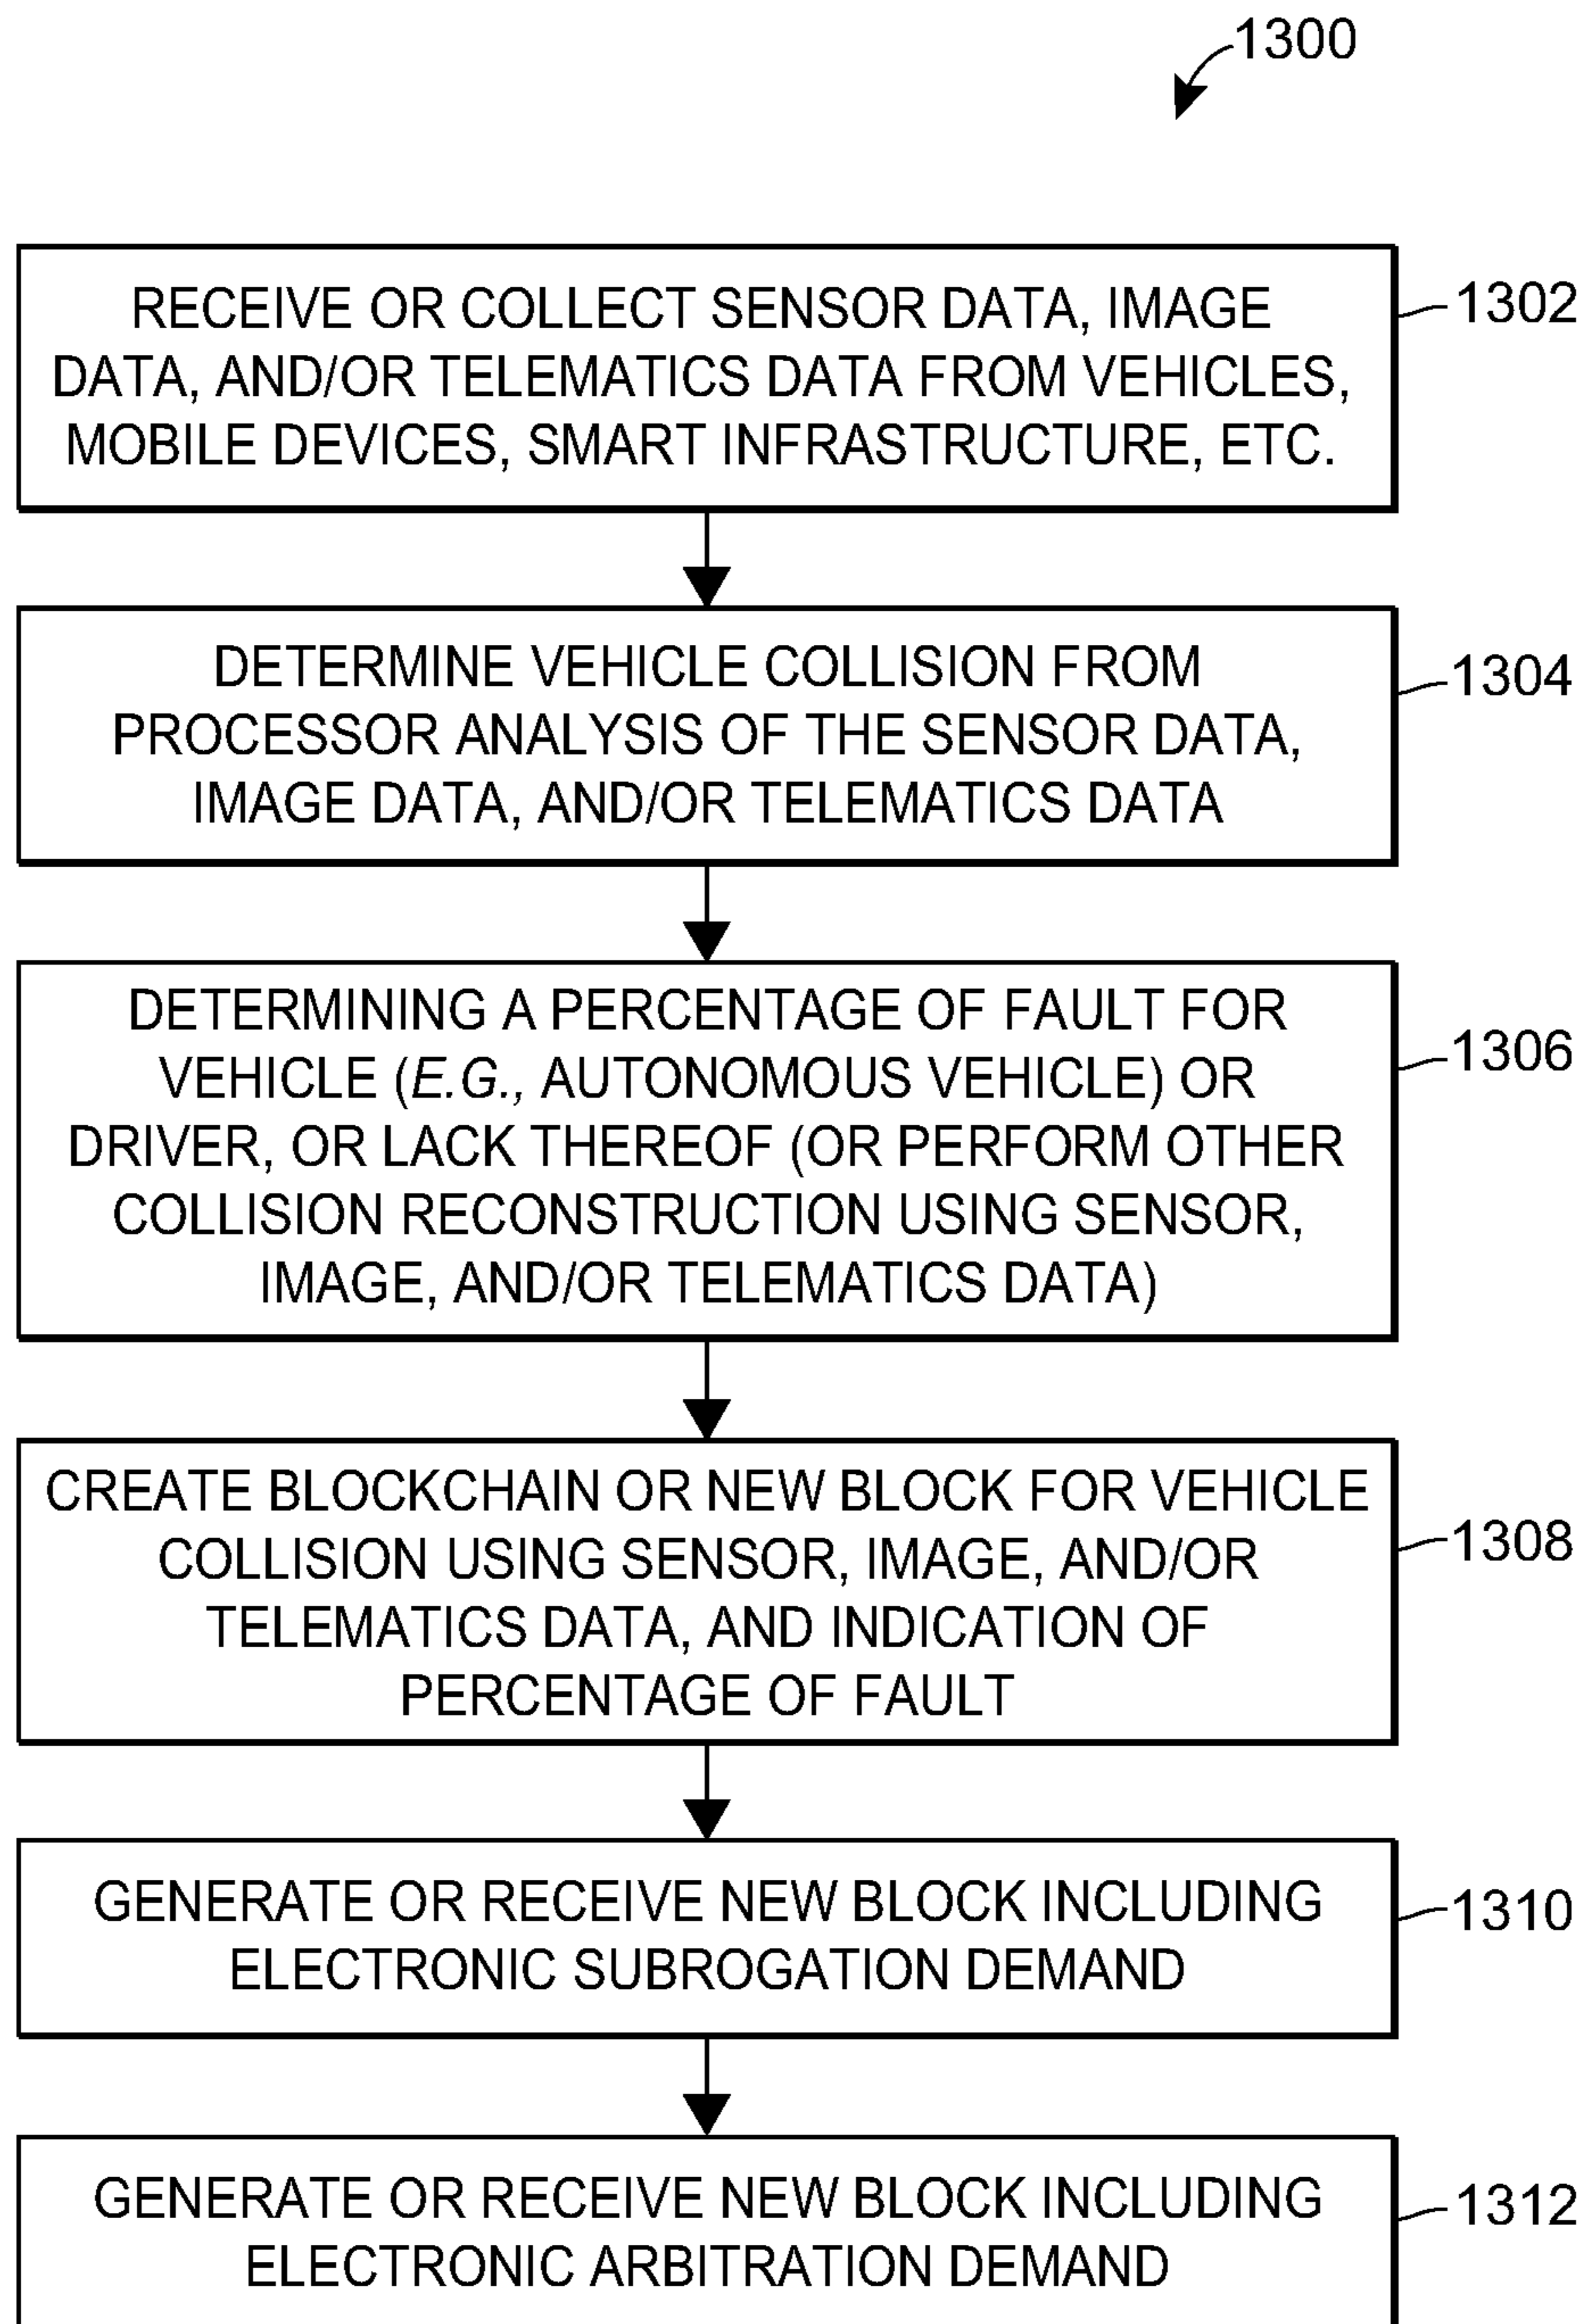 1300
RECEIVE OR COLLECT SENSOR DATA, IMAGE
DATA, AND/OR TELEMATICS DATA FROM VEHICLES,
MOBILE DEVICES, SMART INFRASTRUCTURE, ETC.
1302
DETERMINE VEHICLE COLLISION FROM
PROCESSOR ANALYSIS OF THE SENSOR DATA,
IMAGE DATA, AND/OR TELEMATICS DATA
1304
DETERMINING A PERCENTAGE OF FAULT FOR
VEHICLE (E.G., AUTONOMOUS VEHICLE) OR
DRIVER, OR LACK THEREOF (OR PERFORM OTHER
COLLISION RECONSTRUCTION USING SENSOR,
IMAGE, AND/OR TELEMATICS DATA)
1306
CREATE BLOCKCHAIN OR NEW BLOCK FOR VEHICLE
COLLISION USING SENSOR, IMAGE, AND/OR
TELEMATICS DATA, AND INDICATION OF
PERCENTAGE OF FAULT
1308
GENERATE OR RECEIVE NEW BLOCK INCLUDING
ELECTRONIC SUBROGATION DEMAND
1310
GENERATE OR RECEIVE NEW BLOCK INCLUDING
ELECTRONIC ARBITRATION DEMAND
1312